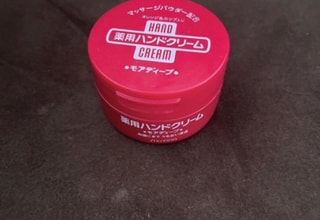 マッサージパウダー配合
HAND
薬用ハンドクリーム
CREAM
モアディープ
薬用ハンドクリーム
モアディープ